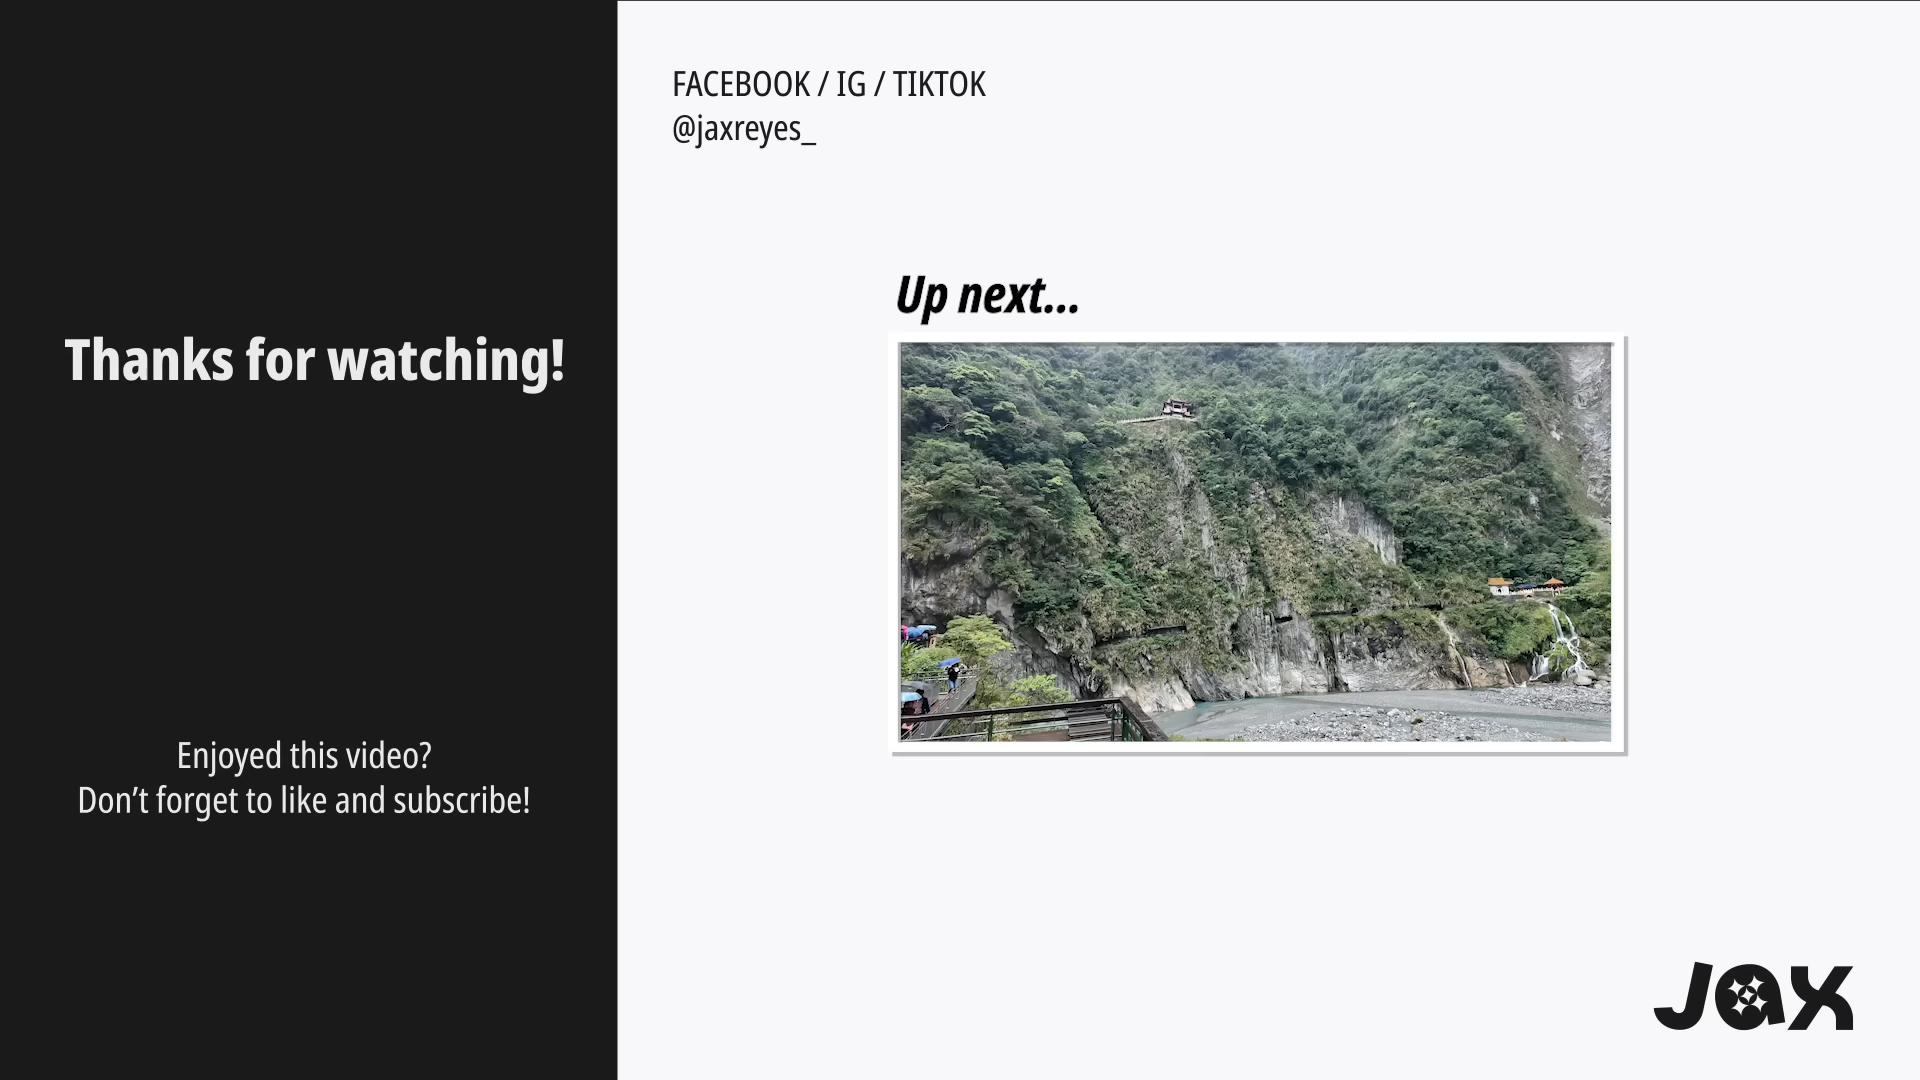 Thanks for watching!
Enjoyed this video?
Don’t forget to like and subscribe!
FACEBOOK / IG / TIKTOK
@jaxreyes_
Up next...
JaX